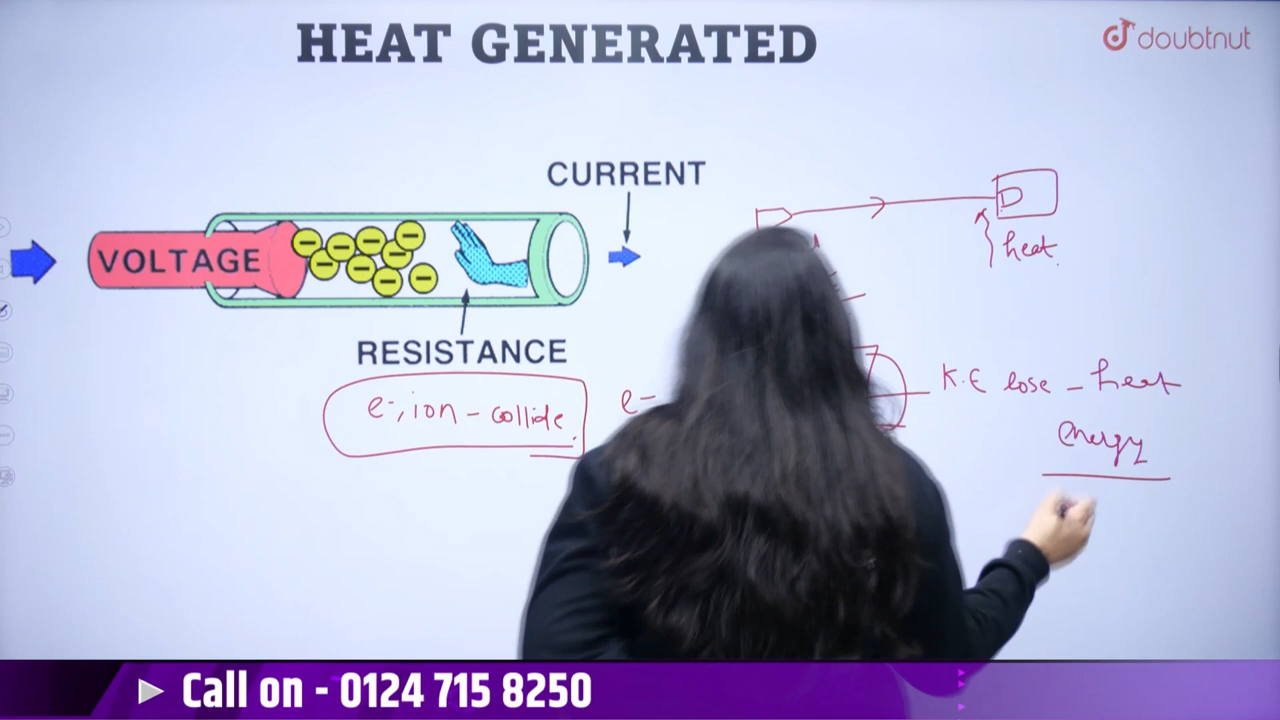 HEAT GENERATED
doubtnut
CURRENT
VOLTAGE
RESISTANCE
D
heat
e-, ion - collide.
e-
K.E lose - heat
energy
Call on - 0124 715 8250